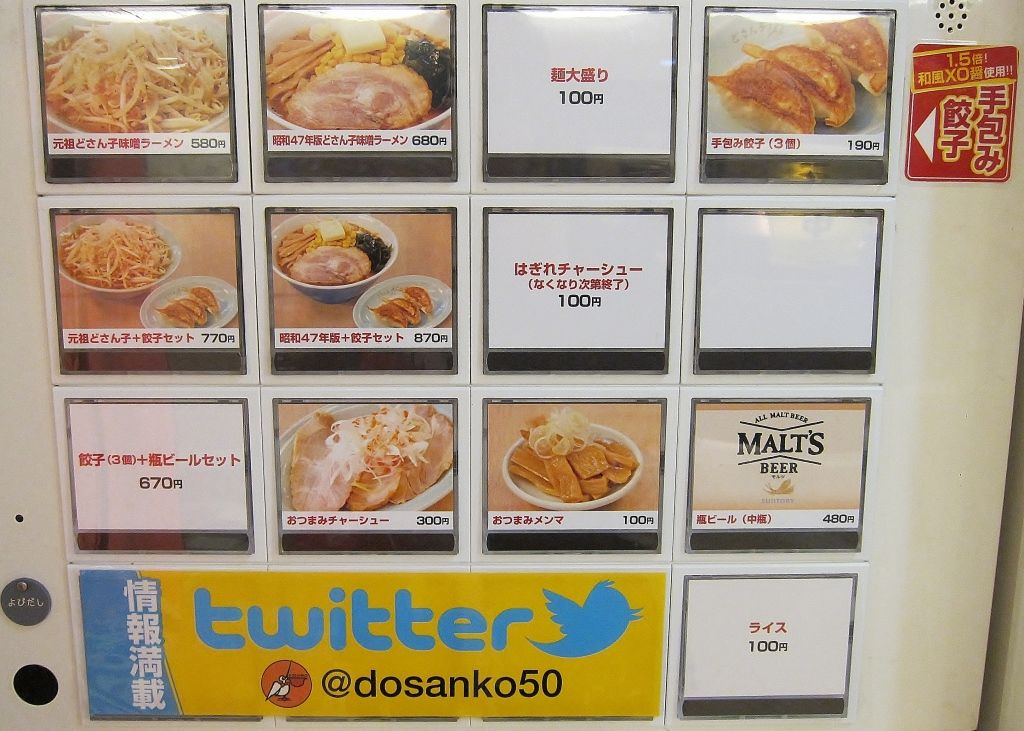 元祖どさん子味噌ラーメン 580円
昭和47年版どさん子味噌ラーメン 680円
麺大盛り
100円
手包み餃子(3個) 190円
1.5倍!
和風XO醤使用!!
手包み
餃子
元祖どさん子+餃子セット 770円
昭和47年版+餃子セット 870円
はぎれチャーシュー
(なくなり次第終了)
100円
餃子(3個)+瓶ビールセット
670円
おつまみチャーシュー 300円
おつまみメンマ 100円
ALL MALT BEER
MALT'S
BEER
モルツ
SUNTORY
瓶ビール(中瓶) 480円
よびだし
情報満載
twitter
@dosanko50
ライス
100円